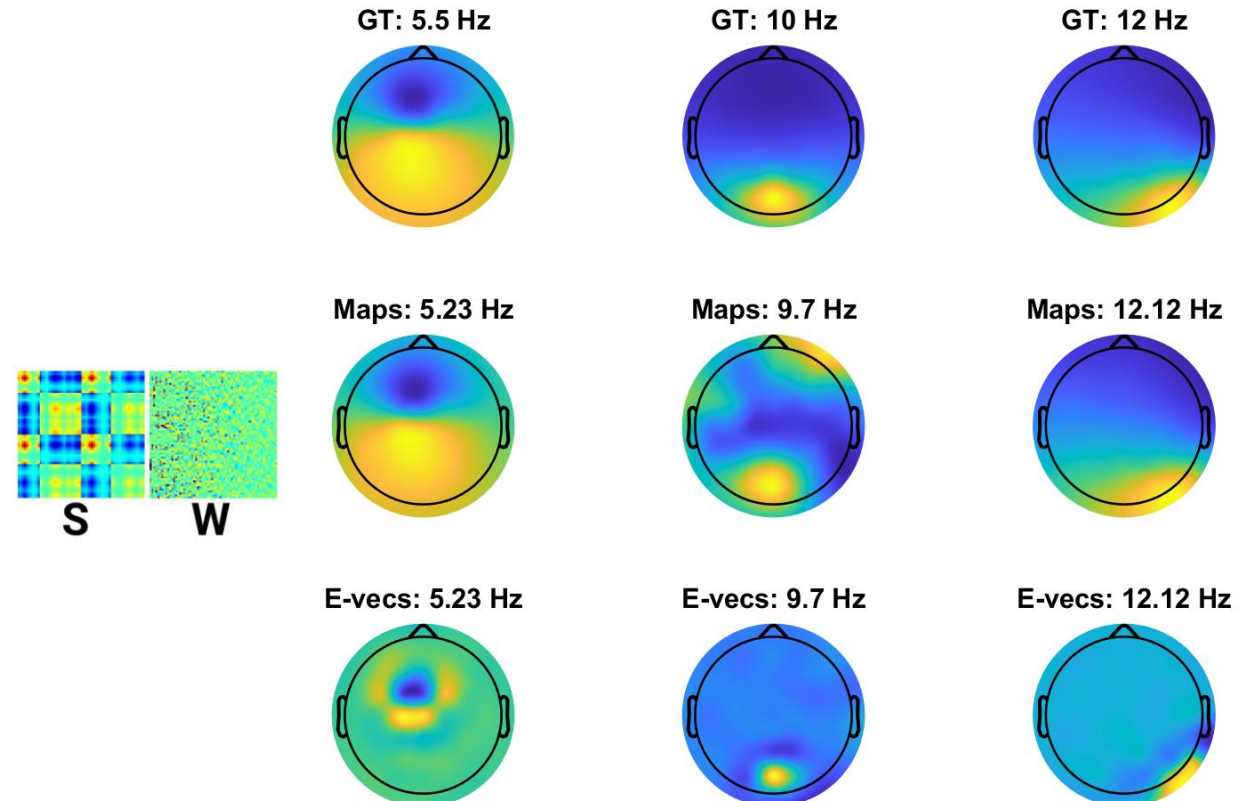 GT: 5.5 Hz
GT: 10 Hz
GT: 12 Hz
Maps: 5.23 Hz
Maps: 9.7 Hz
Maps: 12.12 Hz
S
W
E-vecs: 5.23 Hz
E-vecs: 9.7 Hz
E-vecs: 12.12 Hz